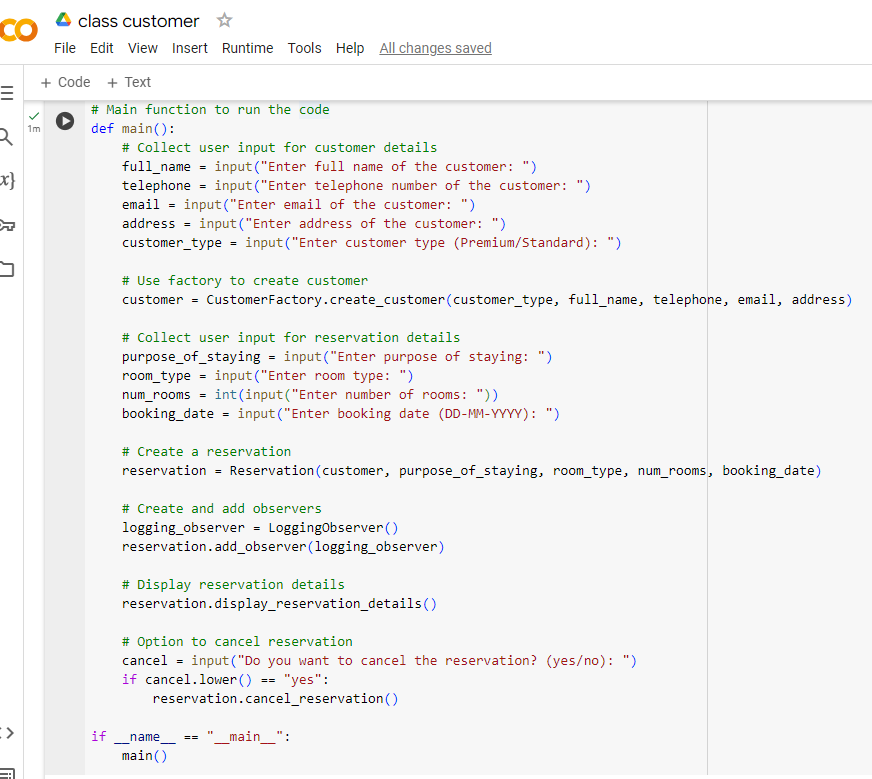 class customer
File Edit View Insert Runtime Tools Help All changes saved
+ Code + Text
1m
# Main function to run the code
def main():
    # Collect user input for customer details
    full_name = input("Enter full name of the customer: ")
    telephone = input("Enter telephone number of the customer: ")
    email = input("Enter email of the customer: ")
    address = input("Enter address of the customer: ")
    customer_type = input("Enter customer type (Premium/Standard): ")

    # Use factory to create customer
    customer = CustomerFactory.create_customer(customer_type, full_name, telephone, email, address)

    # Collect user input for reservation details
    purpose_of_staying = input("Enter purpose of staying: ")
    room_type = input("Enter room type: ")
    num_rooms = int(input("Enter number of rooms: "))
    booking_date = input("Enter booking date (DD-MM-YYYY): ")

    # Create a reservation
    reservation = Reservation(customer, purpose_of_staying, room_type, num_rooms, booking_date)

    # Create and add observers
    logging_observer = LoggingObserver()
    reservation.add_observer(logging_observer)

    # Display reservation details
    reservation.display_reservation_details()

    # Option to cancel reservation
    cancel = input("Do you want to cancel the reservation? (yes/no): ")
    if cancel.lower() == "yes":
        reservation.cancel_reservation()

if __name__ == "__main__":
    main()